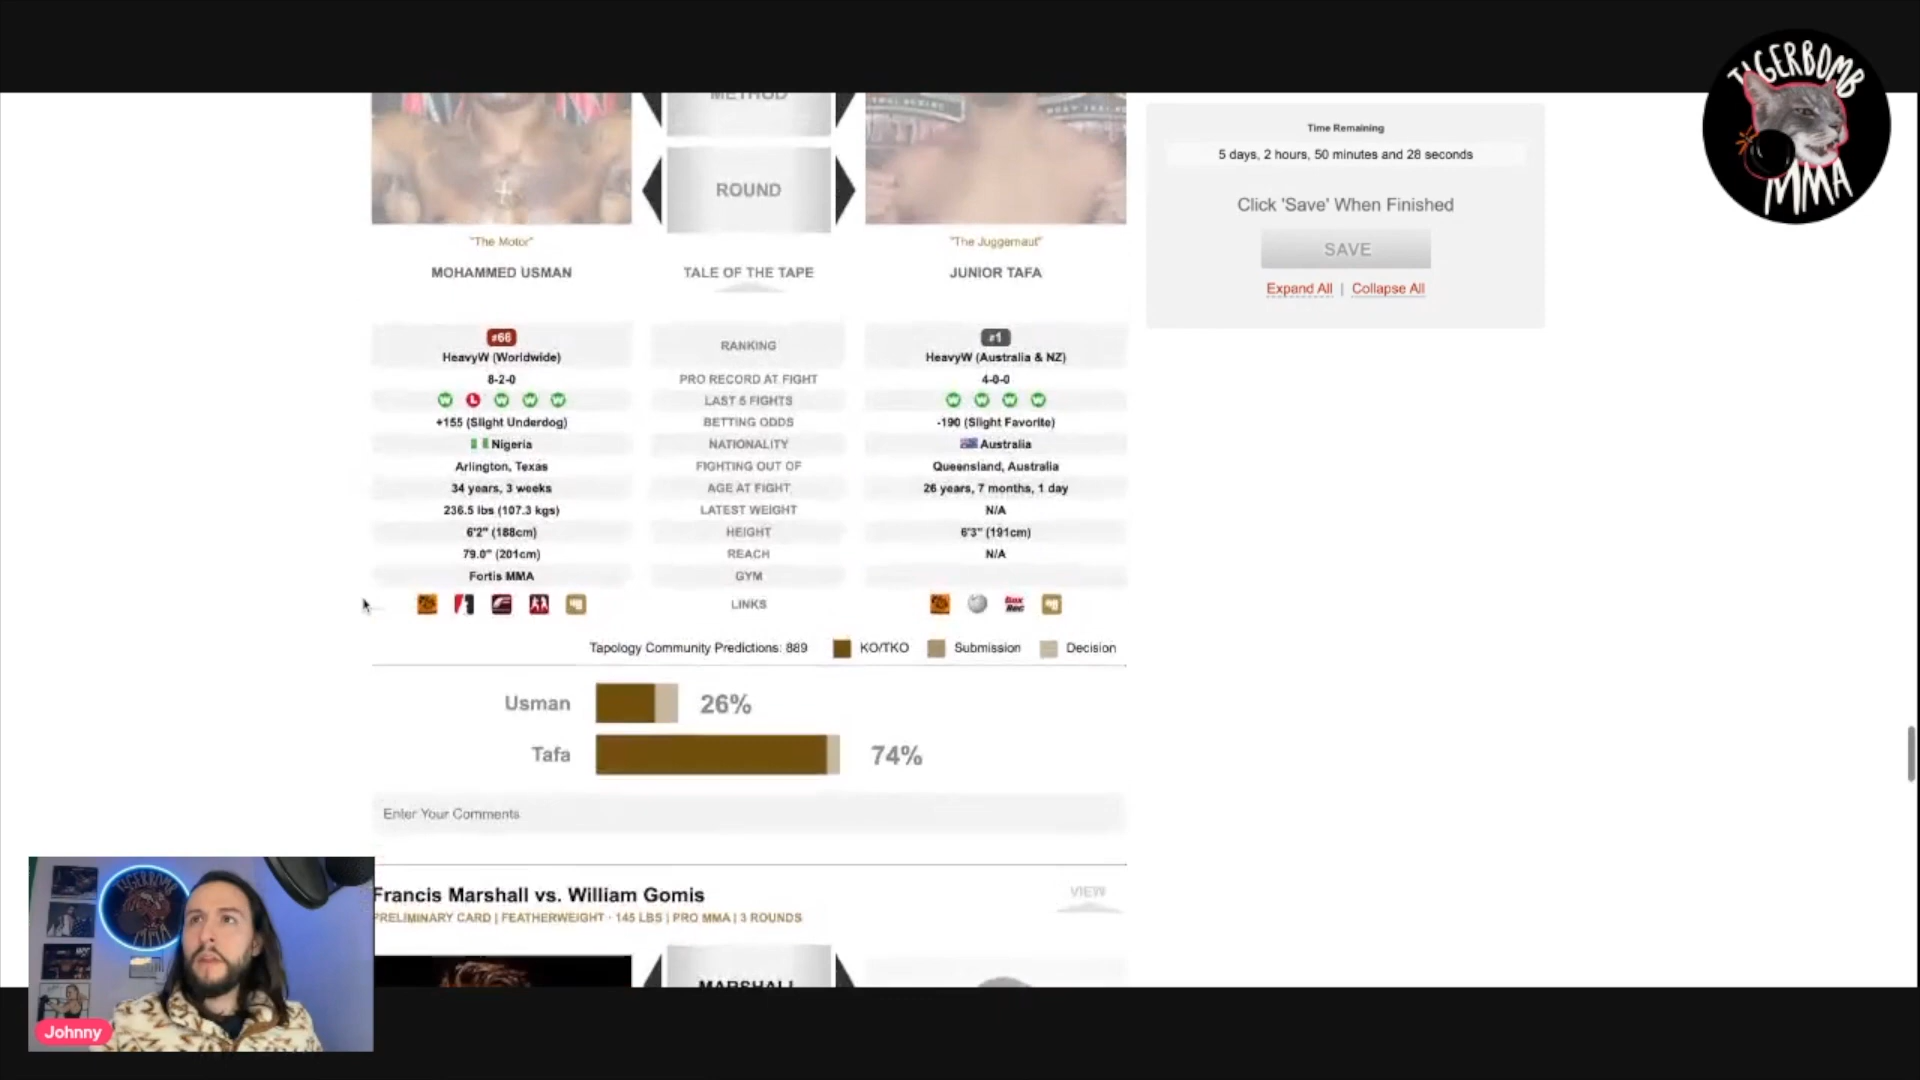 TIGERBOMB
MMA
METHOD
Time Remaining
5 days, 2 hours, 50 minutes and 28 seconds
ROUND
Click 'Save' When Finished
SAVE
Expand All | Collapse All
"The Motor"
"The Juggernaut"
MOHAMMED USMAN
TALE OF THE TAPE
JUNIOR TAFA
#66
#1
HeavyW (Worldwide)
RANKING
HeavyW (Australia & NZ)
8-2-0
PRO RECORD AT FIGHT
4-0-0
W L W W W
LAST 5 FIGHTS
W W W W
+155 (Slight Underdog)
BETTING ODDS
-190 (Slight Favorite)
Nigeria
NATIONALITY
Australia
Arlington, Texas
FIGHTING OUT OF
Queensland, Australia
34 years, 3 weeks
AGE AT FIGHT
26 years, 7 months, 1 day
236.5 lbs (107.3 kgs)
LATEST WEIGHT
N/A
6'2" (188cm)
HEIGHT
6'3" (191cm)
79.0" (201cm)
REACH
N/A
Fortis MMA
GYM
LINKS
Box Rec
Tapology Community Predictions: 889
KO/TKO
Submission
Decision
Usman
26%
Tafa
74%
Enter Your Comments
Francis Marshall vs. William Gomis
VIEW
PRELIMINARY CARD | FEATHERWEIGHT · 145 LBS | PRO MMA | 3 ROUNDS
MARSHALL
TIGERBOMB
MMA
Johnny